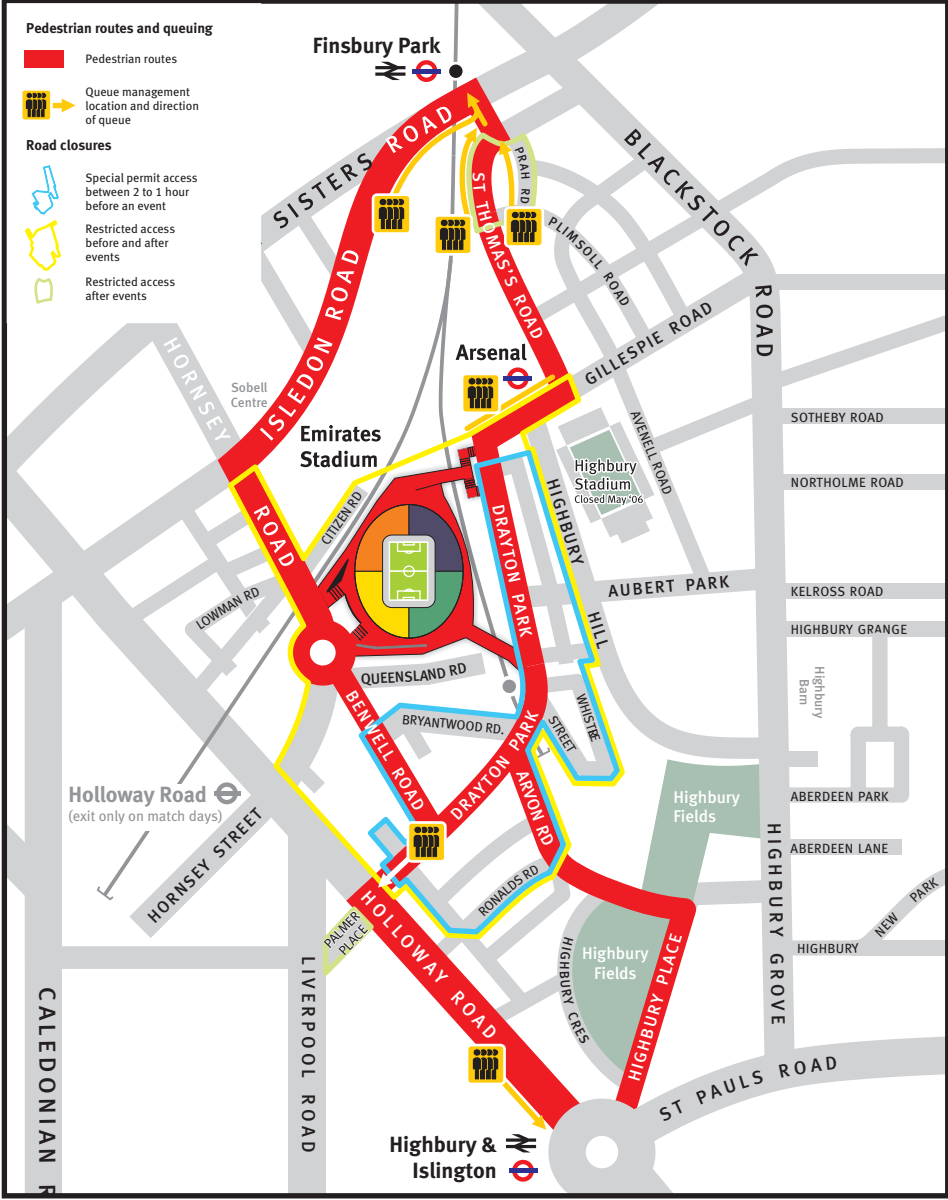 Pedestrian routes and queuing
Pedestrian routes
Queue management
location and direction
of queue
Road closures
Special permit access
between 2 to 1 hour
before an event
Restricted access
before and after
events
Restricted access
after events
Finsbury Park
SISTERS ROAD
BLACKSTOCK ROAD
PRAH RD
ST THOMAS'S ROAD
PLIMSOLL ROAD
ISLEDON ROAD
HORNSEY ROAD
GILLESPIE ROAD
Arsenal
Sobell
Centre
Emirates
Stadium
AVENELL ROAD
SOTHEBY ROAD
Highbury
Stadium
Closed May '06
NORTHOLME ROAD
CITIZEN RD
HIGHBURY HILL
DRAYTON PARK
AUBERT PARK
KELROSS ROAD
LOWMAN RD
HIGHBURY GRANGE
QUEENSLAND RD
Highbury
Barn
BENWELL ROAD
BRYANTWOOD RD.
WHISTRE
STREET
DRAYTON PARK
ARVON RD
Holloway Road
(exit only on match days)
Highbury
Fields
ABERDEEN PARK
HORNSEY STREET
ABERDEEN LANE
HIGHBURY GROVE
RONALDS RD
NEW PARK
PALMER
PLACE
HOLLOWAY ROAD
HIGHBURY
Highbury
Fields
HIGHBURY CRES
HIGHBURY PLACE
LIVERPOOL ROAD
CALEDONIAN R
ST PAULS ROAD
Highbury &
Islington